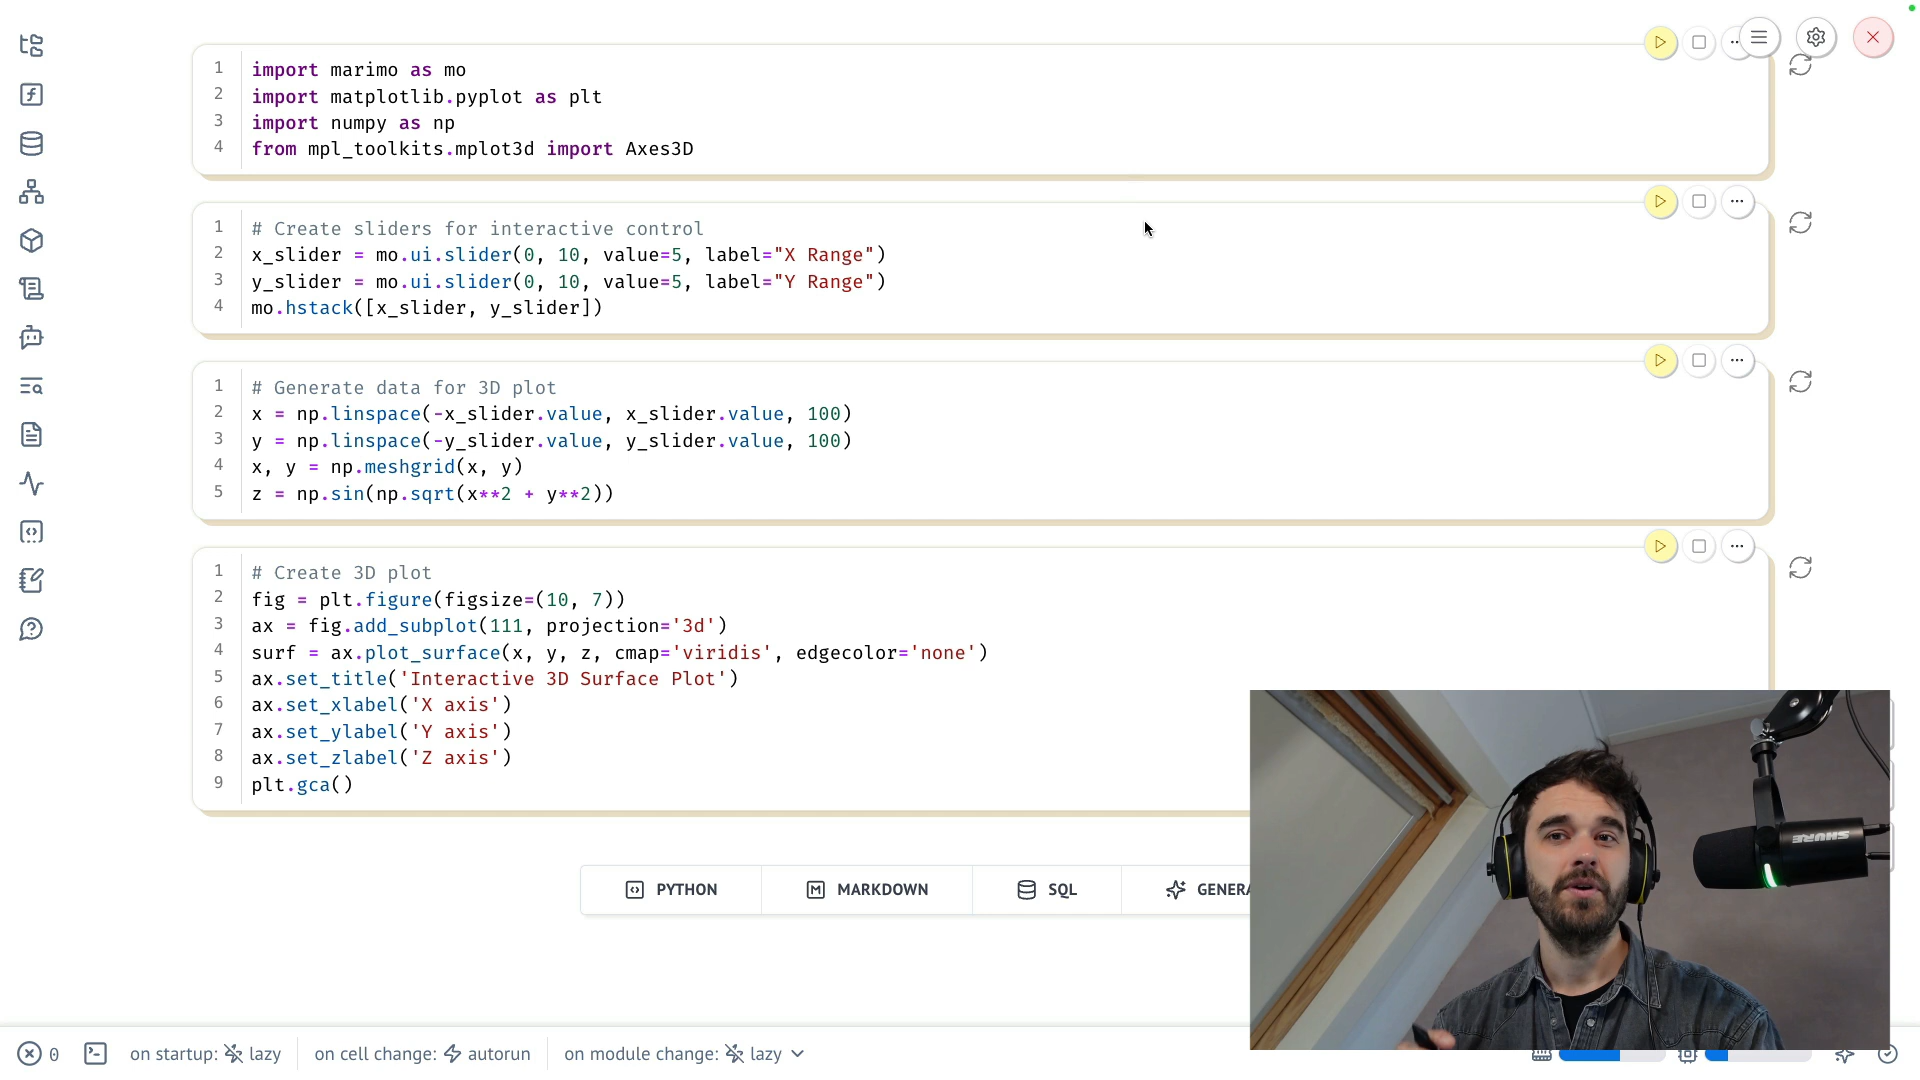 1 import marimo as mo
2 import matplotlib.pyplot as plt
3 import numpy as np
4 from mpl_toolkits.mplot3d import Axes3D
1 # Create sliders for interactive control
2 x_slider = mo.ui.slider(0, 10, value=5, label="X Range")
3 y_slider = mo.ui.slider(0, 10, value=5, label="Y Range")
4 mo.hstack([x_slider, y_slider])
1 # Generate data for 3D plot
2 x = np.linspace(-x_slider.value, x_slider.value, 100)
3 y = np.linspace(-y_slider.value, y_slider.value, 100)
4 x, y = np.meshgrid(x, y)
5 z = np.sin(np.sqrt(x**2 + y**2))
1 # Create 3D plot
2 fig = plt.figure(figsize=(10, 7))
3 ax = fig.add_subplot(111, projection='3d')
4 surf = ax.plot_surface(x, y, z, cmap='viridis', edgecolor='none')
5 ax.set_title('Interactive 3D Surface Plot')
6 ax.set_xlabel('X axis')
7 ax.set_ylabel('Y axis')
8 ax.set_zlabel('Z axis')
9 plt.gca()
SHURE
PYTHON MARKDOWN SQL GENERA
0 on startup: lazy on cell change: autorun on module change: lazy